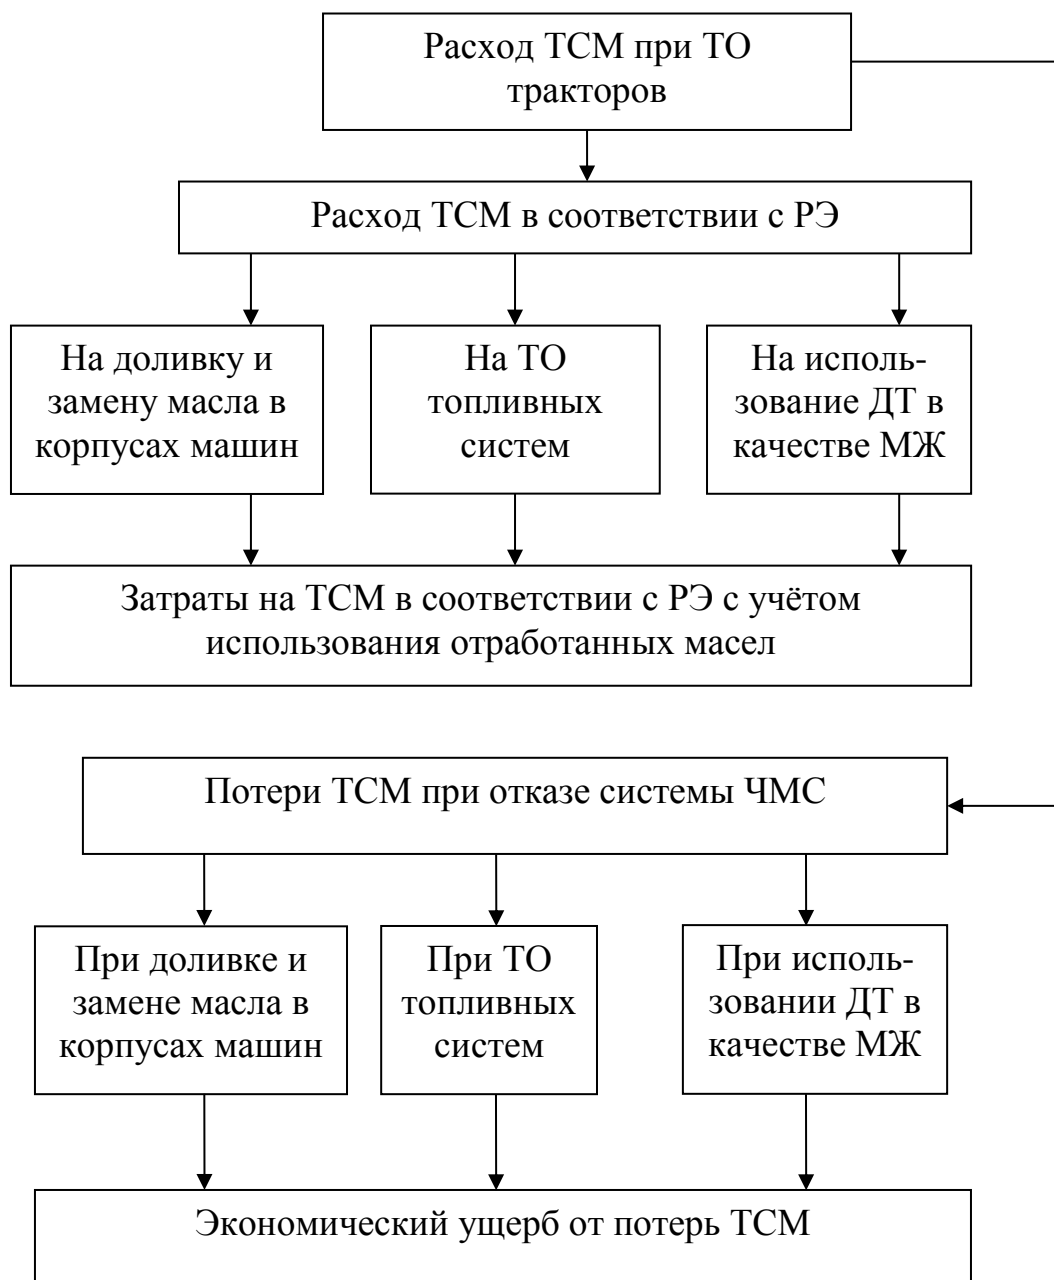 Расход ТСМ при ТО
тракторов
Расход ТСМ в соответствии с РЭ
На доливку и
замену масла в
корпусах машин
На ТО
топливных
систем
На исполь-
зование ДТ в
качестве МЖ
Затраты на ТСМ в соответствии с РЭ с учётом
использования отработанных масел
Потери ТСМ при отказе системы ЧМС
При доливке и
замене масла в
корпусах машин
При ТО
топливных
систем
При исполь-
зовании ДТ в
качестве МЖ
Экономический ущерб от потерь ТСМ